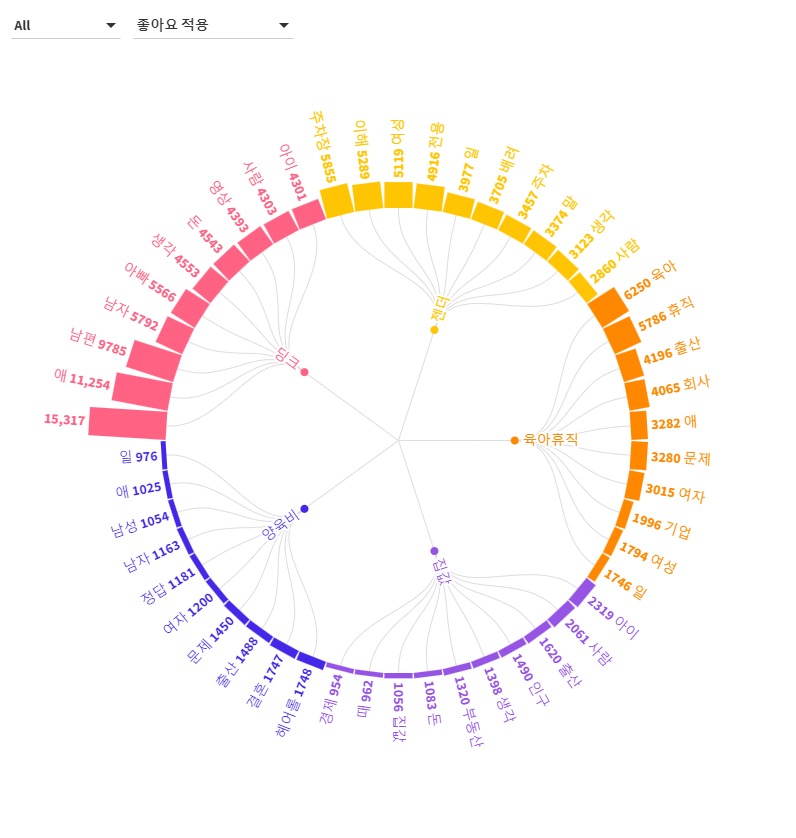 All
좋아요 적용
주차장 5855
이해 5289
5119 여성
4916 전용
3977 일
3705 배려
3457 주차
3374 말
3123 생각
2860 사람
젠더
6250 육아
5786 휴직
4196 출산
4065 회사
3282 애
3280 문제
3015 여자
1996 기업
1794 여성
1746 일
육아휴직
2319 아이
2061 사람
1620 출산
1490 인구
1398 생각
1320 부동산
1083 돈
1056 집값
때 962
경제 954
집값
헤어롤 1748
결혼 1747
출산 1488
문제 1450
여자 1200
정답 1181
남자 1163
남성 1054
애 1025
일 976
양육비
15,317
애 11,254
남편 9785
남자 5792
아빠 5566
생각 4553
돈 4543
영상 4393
사람 4303
아이 4301
딩크